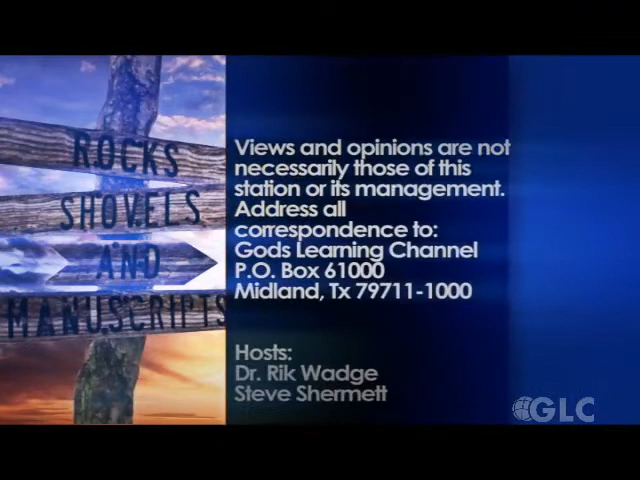 ROCKS
SHOVELS
AND
MANUSCRIPTS
Views and opinions are not
necessarily those of this
station or its management.
Address all
correspondence to:
Gods Learning Channel
P.O. Box 61000
Midland, Tx 79711-1000
Hosts:
Dr. Rik Wadge
Steve Shermett
GLC